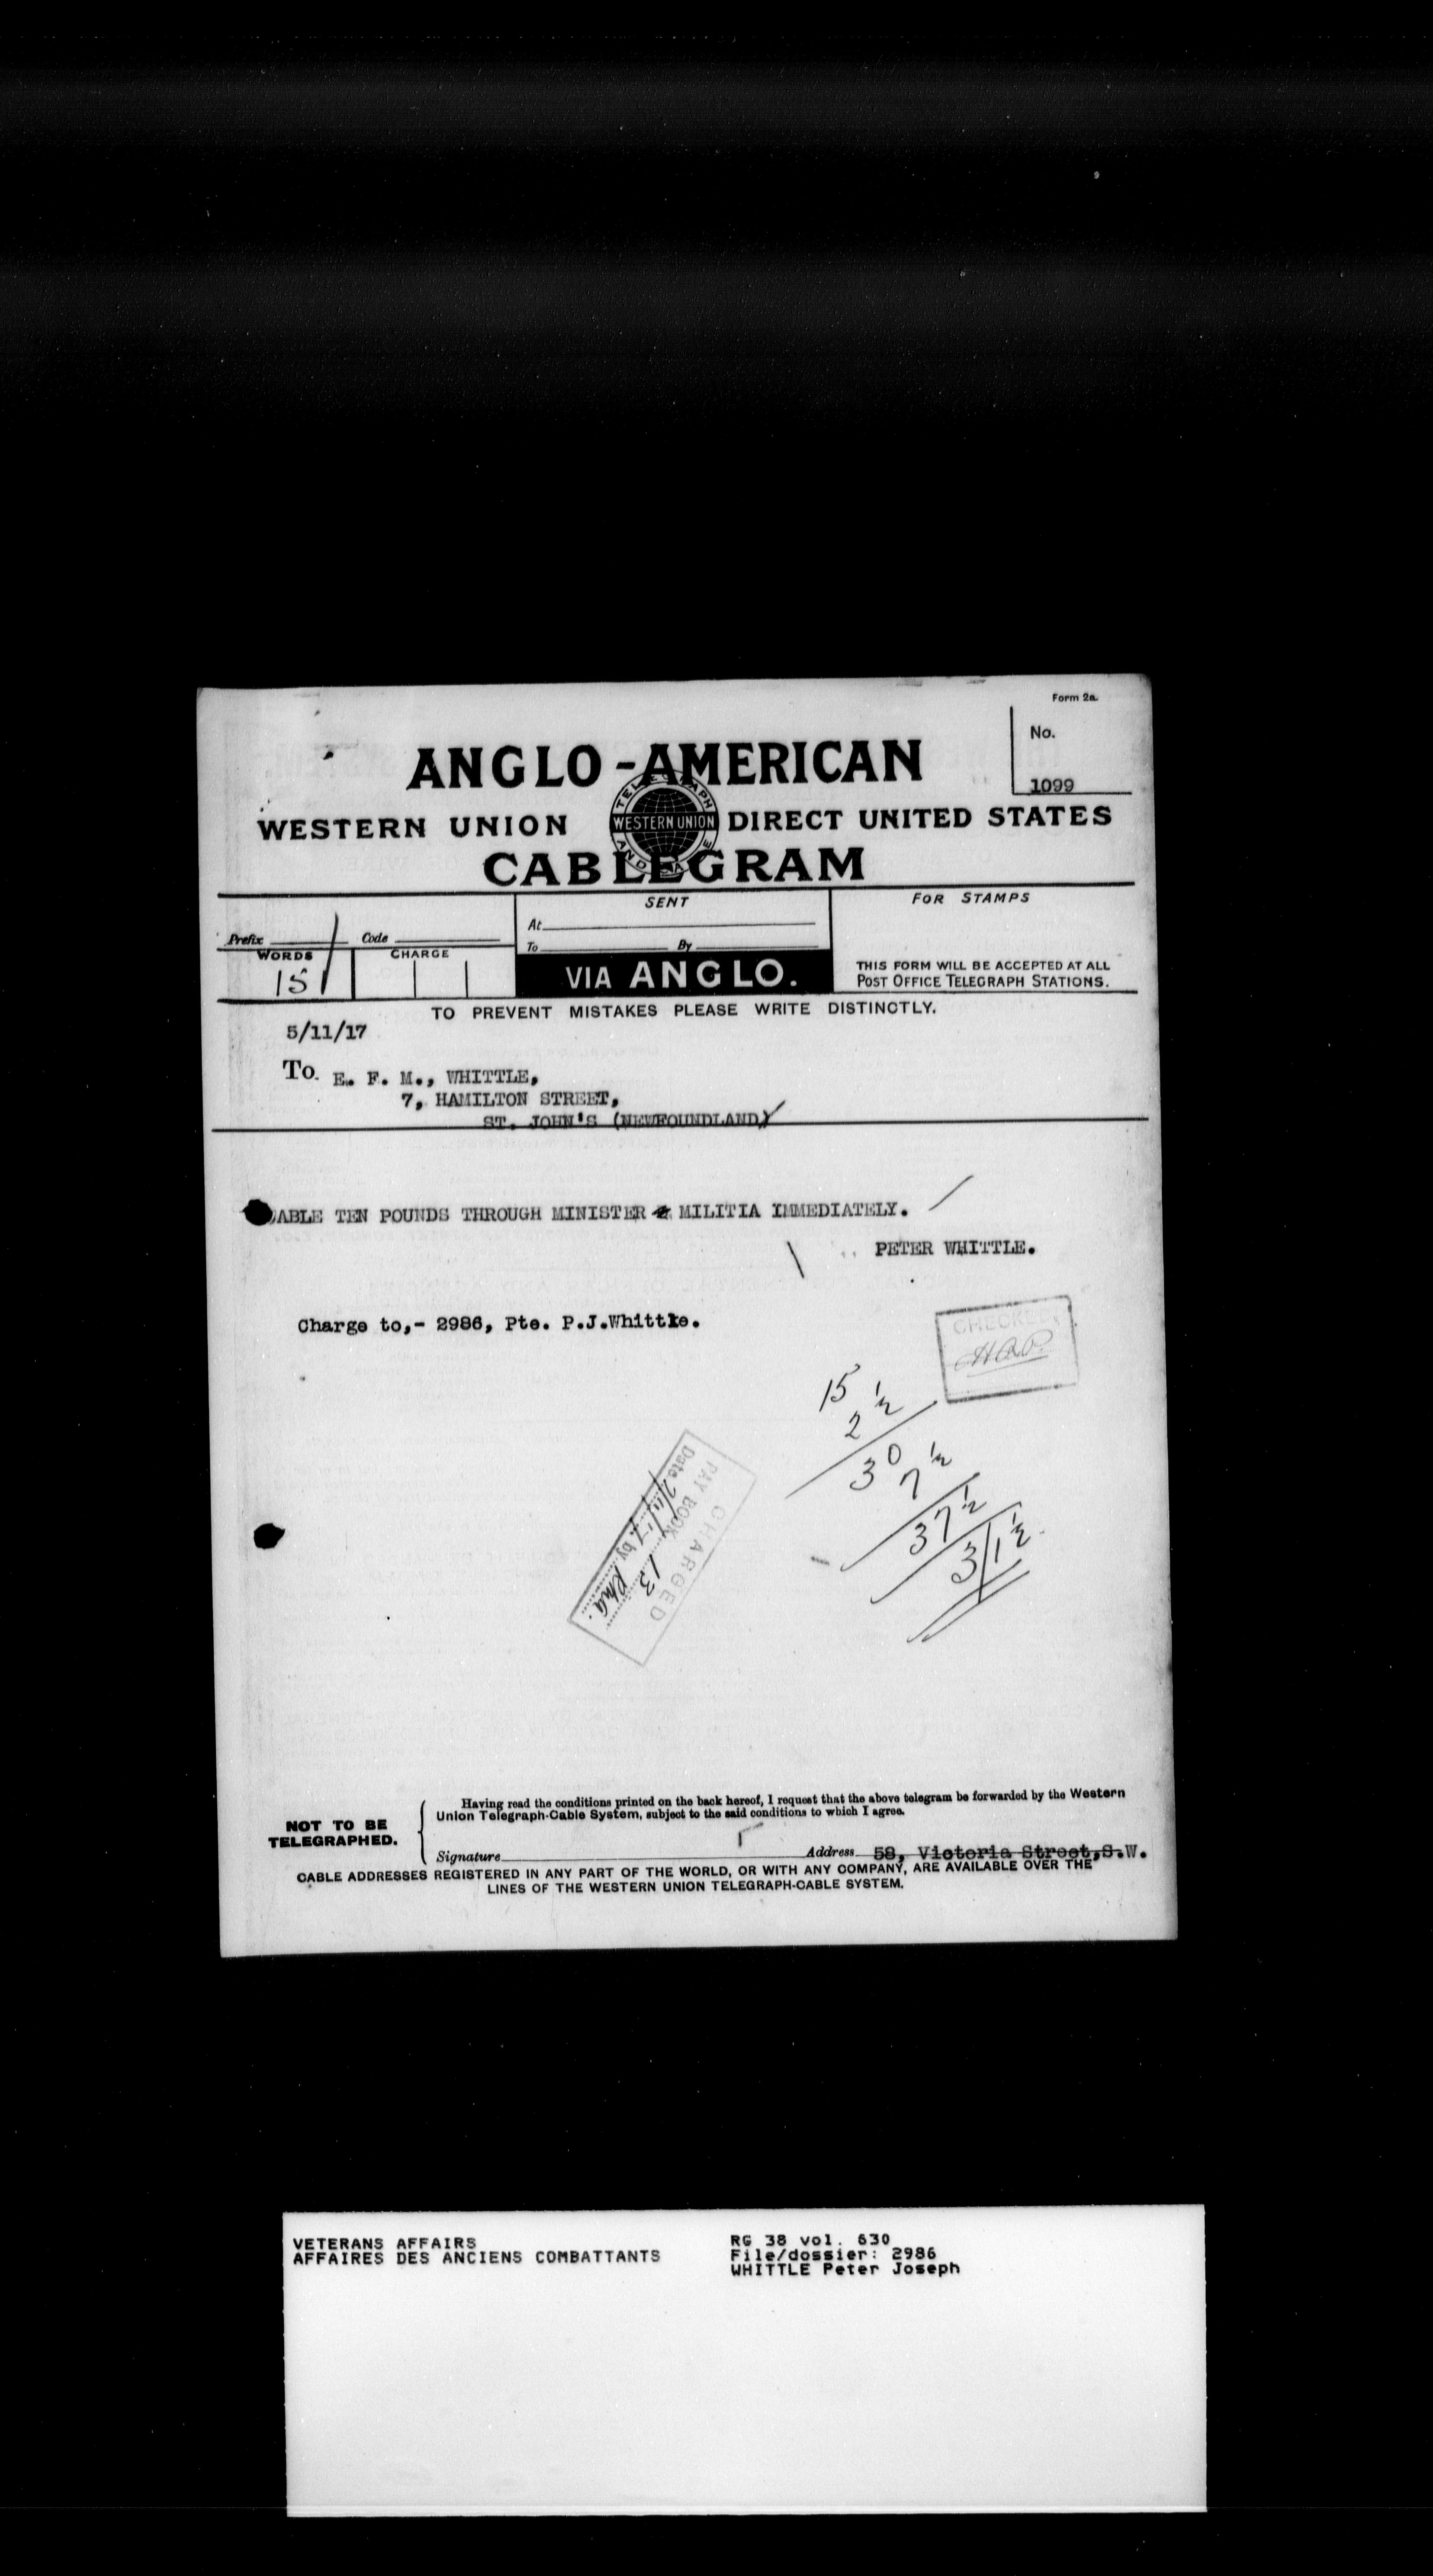 Form 2a.
No.
1099
ANGLO-AMERICAN
TELEGRAPH AND CABLE
WESTERN UNION
WESTERN UNION DIRECT UNITED STATES
CABLEGRAM
Prefix Code
WORDS CHARGE
15
SENT
At
To By
VIA ANGLO.
FOR STAMPS
THIS FORM WILL BE ACCEPTED AT ALL
POST OFFICE TELEGRAPH STATIONS.
TO PREVENT MISTAKES PLEASE WRITE DISTINCTLY.
5/11/17
To. E. F. M., WHITTLE,
7, HAMILTON STREET,
ST. JOHN'S (NEWFOUNDLAND)
ABLE TEN POUNDS THROUGH MINISTER MILITIA IMMEDIATELY.
PETER WHITTLE.
Charge to,- 2986, Pte. P.J.Whittle.
CHECKED
15
2 1/2
30
7 1/2
37 1/2
3/1 1/2
CHARGED
PAY BOOK 13
Date by
NOT TO BE
TELEGRAPHED.
Having read the conditions printed on the back hereof, I request that the above telegram be forwarded by the Western
Union Telegraph-Cable System, subject to the said conditions to which I agree.
Signature Address 58, Victoria Street,S.W.
CABLE ADDRESSES REGISTERED IN ANY PART OF THE WORLD, OR WITH ANY COMPANY, ARE AVAILABLE OVER THE
LINES OF THE WESTERN UNION TELEGRAPH-CABLE SYSTEM.
VETERANS AFFAIRS
AFFAIRES DES ANCIENS COMBATTANTS
RG 38 vol. 630
File/dossier: 2986
WHITTLE Peter Joseph